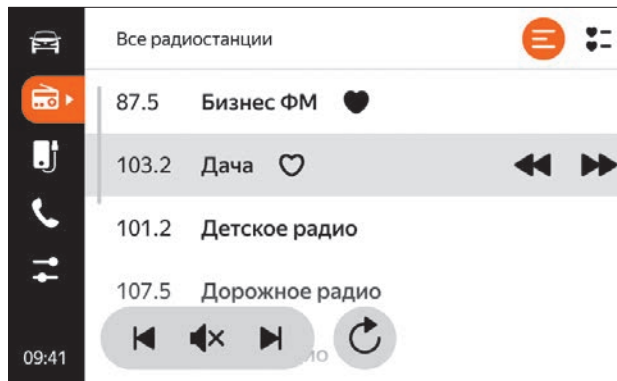 Все радиостанции
87.5 Бизнес ФМ
103.2 Дача
101.2 Детское радио
107.5 Дорожное радио
09:41